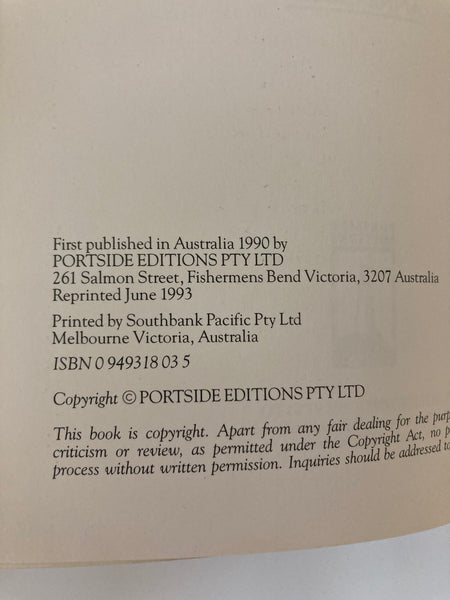 First published in Australia 1990 by
PORTSIDE EDITIONS PTY LTD
261 Salmon Street, Fishermens Bend Victoria, 3207 Australia
Reprinted June 1993
Printed by Southbank Pacific Pty Ltd
Melbourne Victoria, Australia
ISBN 0 949318 03 5
Copyright © PORTSIDE EDITIONS PTY LTD
This book is copyright. Apart from any fair dealing for the
criticism or review, as permitted under the Copyright Act, no
process without written permission. Inquiries should be addressed